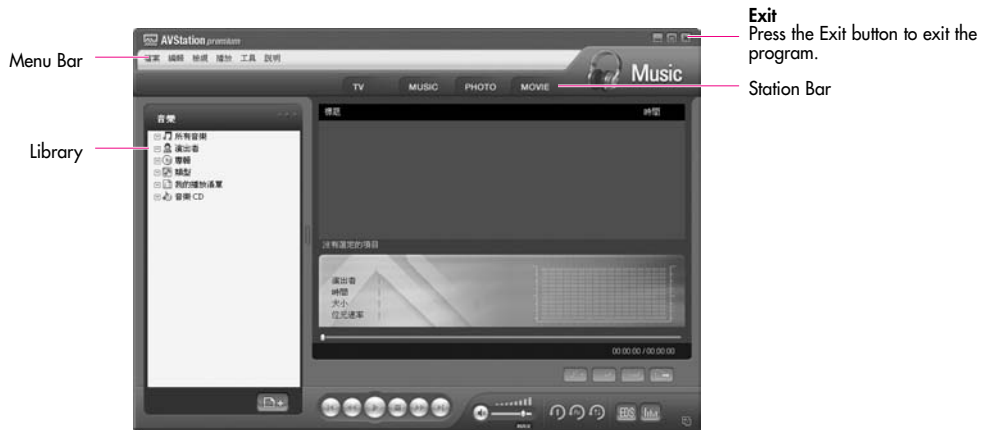 Exit
Press the Exit button to exit the
program.
AVStation premium
Menu Bar
檔案 編輯 檢視 播放 工具 說明
Music
TV MUSIC PHOTO MOVIE
Station Bar
音樂
標題 時間
Library
所有音樂
演出者
專輯
類型
我的播放清單
音樂 CD
沒有選定的項目
演出者
時間
大小
位元速率
00:00:00 / 00:00:00
EDS